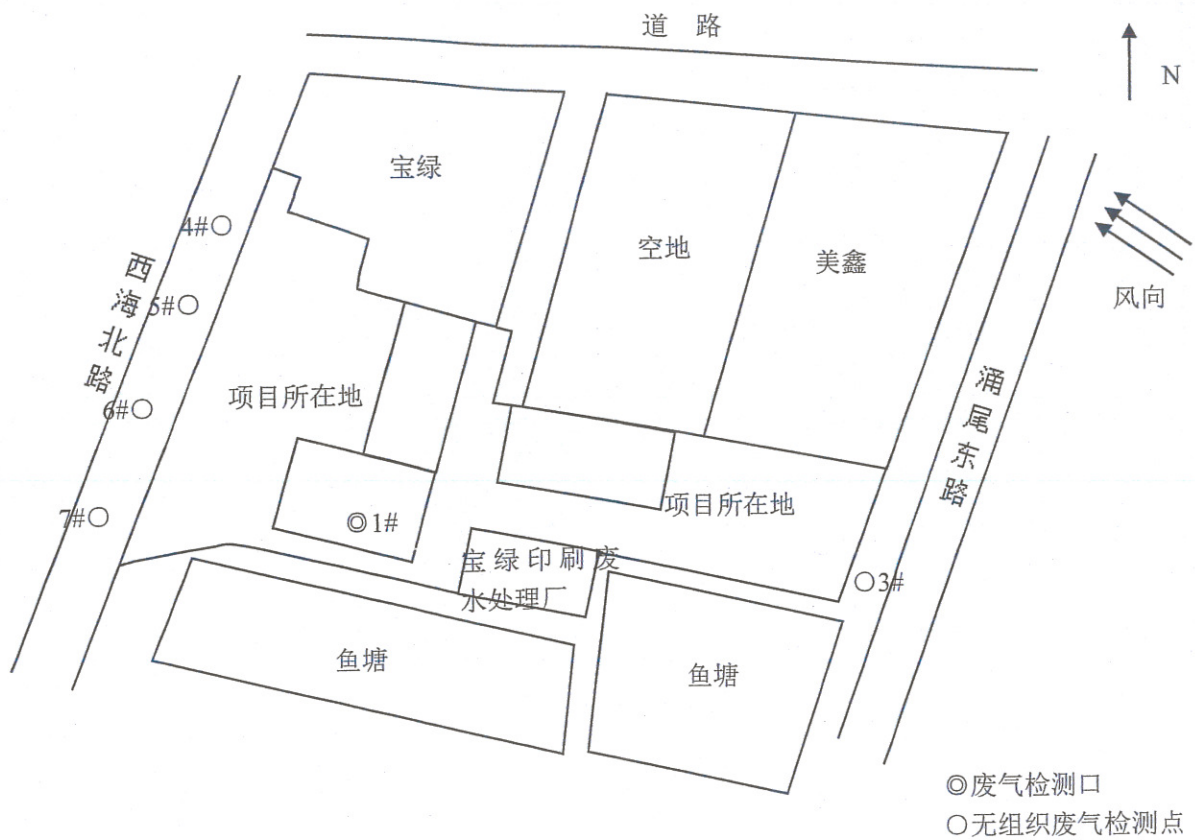 道 路
N
宝绿
空地
美鑫
风向
4#○
5#○
6#○
7#○
西海北路
项目所在地
涌尾东路
项目所在地
◎1#
宝绿印刷废
水处理厂
○3#
鱼塘
鱼塘
◎废气检测口
○无组织废气检测点